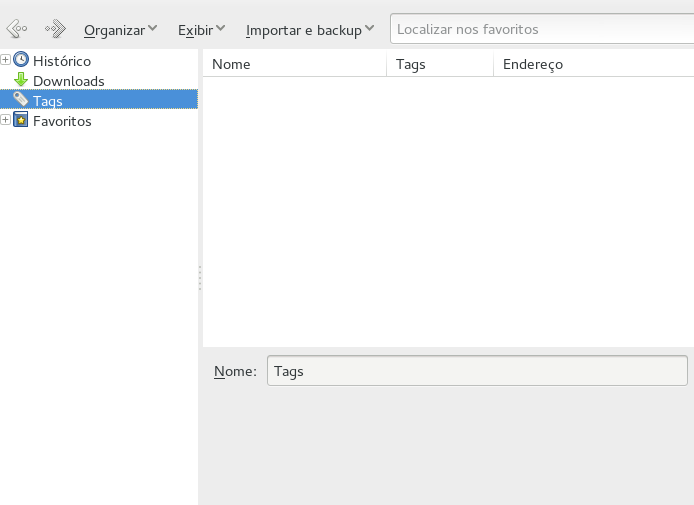 Organizar Exibir Importar e backup Localizar nos favoritos
Histórico
Downloads
Tags
Favoritos
Nome Tags Endereço
Nome: Tags